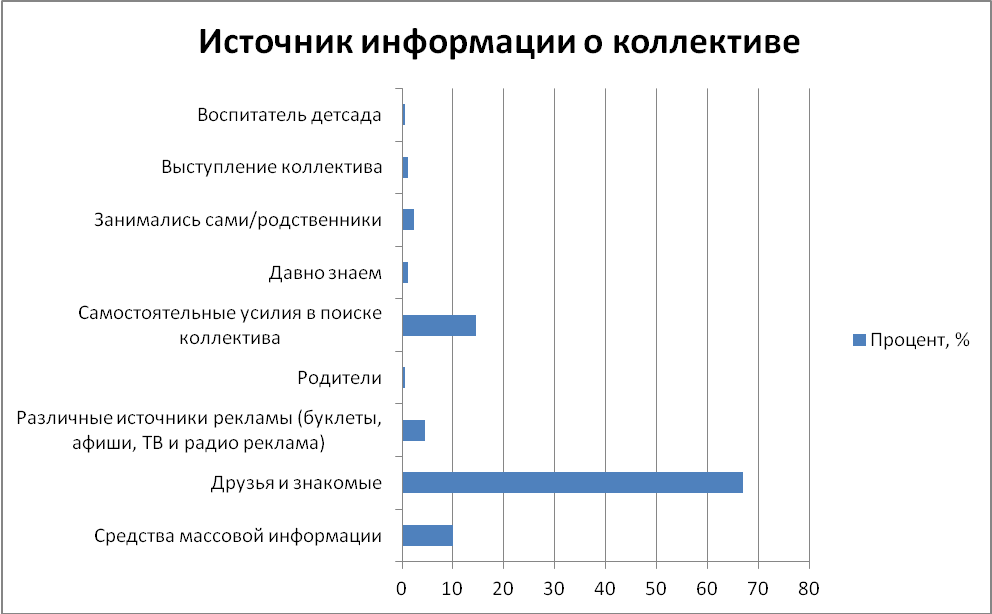 Источник информации о коллективе
Воспитатель детсада
Выступление коллектива
Занимались сами/родственники
Давно знаем
Самостоятельные усилия в поиске
коллектива
Родители
Различные источники рекламы (буклеты,
афиши, ТВ и радио реклама)
Друзья и знакомые
Средства массовой информации
0 10 20 30 40 50 60 70 80
Процент, %